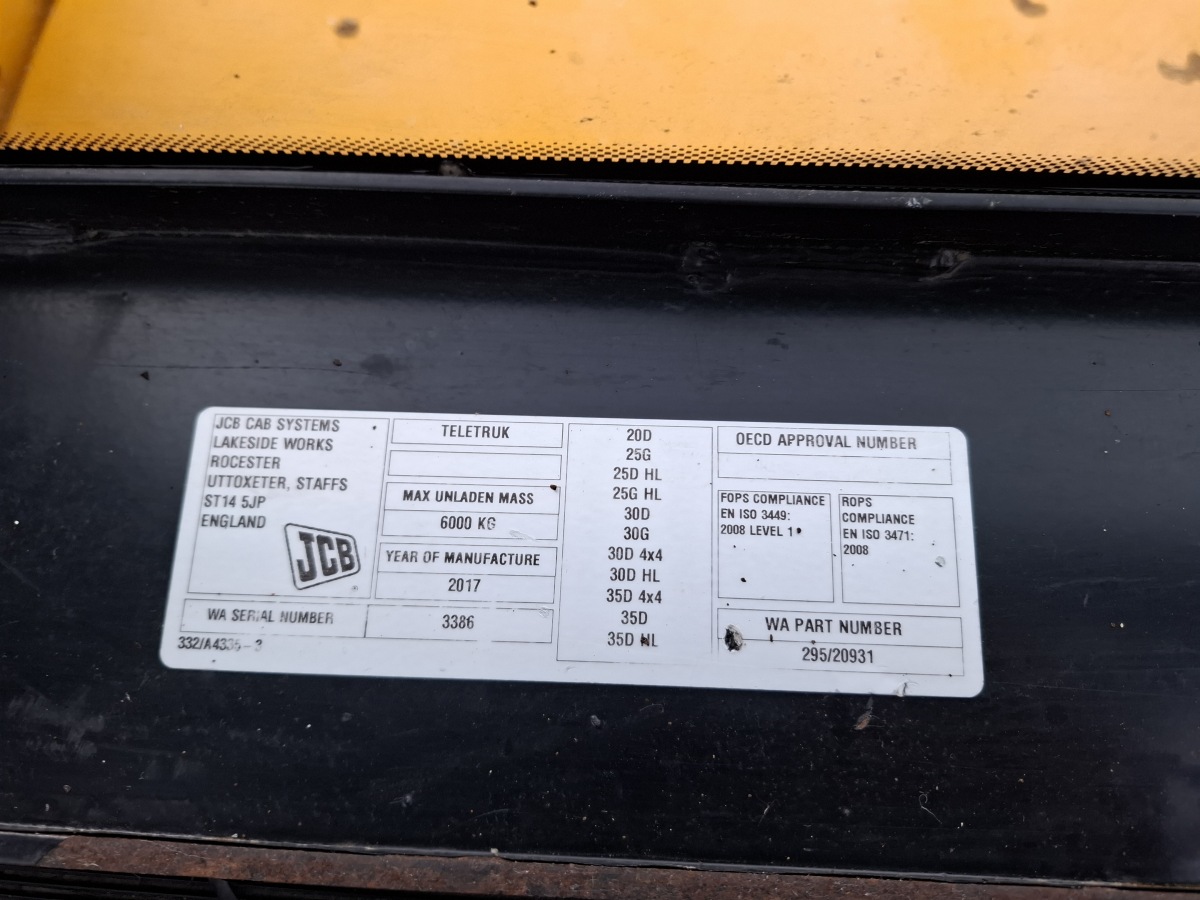 JCB CAB SYSTEMS
LAKESIDE WORKS
ROCESTER
UTTOXETER, STAFFS
ST14 5JP
ENGLAND
JCB
WA SERIAL NUMBER
3386
TELETRUK
MAX UNLADEN MASS
6000 KG
YEAR OF MANUFACTURE
2017
20D
25G
25D HL
25G HL
30D
30G
30D 4x4
30D HL
35D 4x4
35D
35D HL
OECD APPROVAL NUMBER
FOPS COMPLIANCE
EN ISO 3449:
2008 LEVEL 1
ROPS
COMPLIANCE
EN ISO 3471:
2008
WA PART NUMBER
295/20931